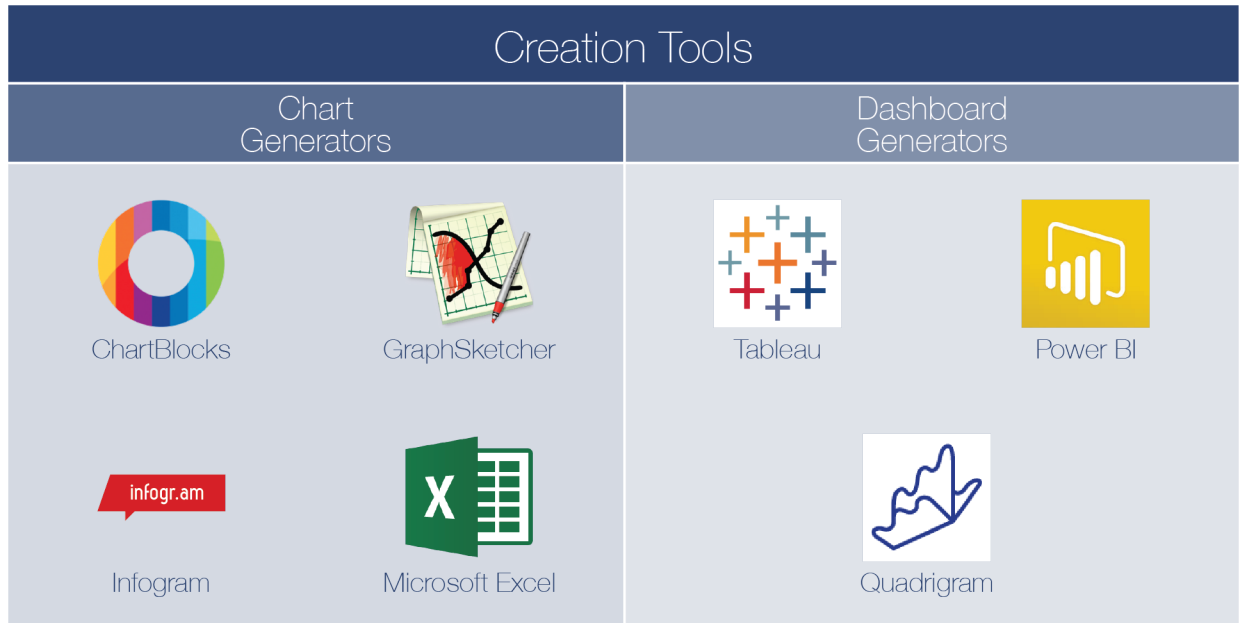 Creation Tools
Chart
Generators
Dashboard
Generators
ChartBlocks
GraphSketcher
Tableau
Power BI
infogr.am
X
Infogram
Microsoft Excel
Quadrigram